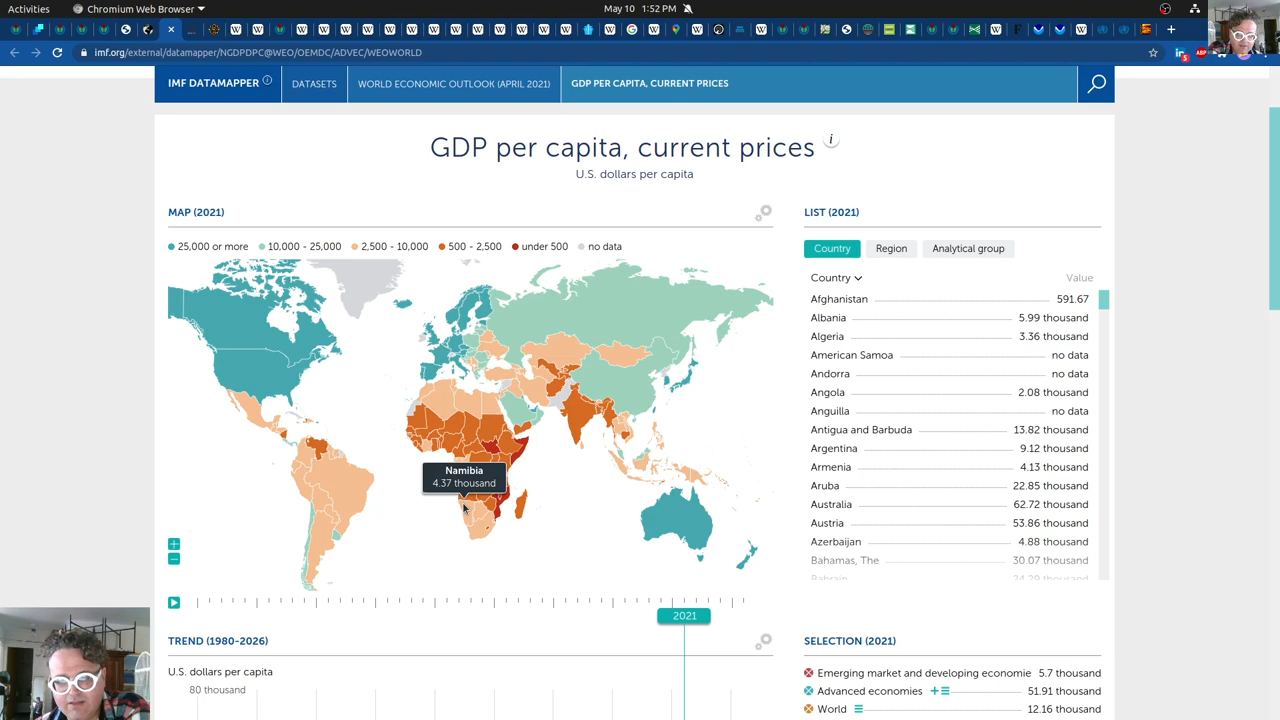 Activities
Chromium Web Browser
May 10 1:52 PM
imf.org/external/datamapper/NGDPDPC@WEO/OEMDC/ADVEC/WEOWORLD
IMF DATAMAPPER
DATASETS
WORLD ECONOMIC OUTLOOK (APRIL 2021)
GDP PER CAPITA, CURRENT PRICES
GDP per capita, current prices i
U.S. dollars per capita
MAP (2021)
25,000 or more 10,000 - 25,000 2,500 - 10,000 500 - 2,500 under 500 no data
Namibia
4.37 thousand
2021
TREND (1980-2026)
U.S. dollars per capita
80 thousand
LIST (2021)
Country Region Analytical group
Country Value
Afghanistan 591.67
Albania 5.99 thousand
Algeria 3.36 thousand
American Samoa no data
Andorra no data
Angola 2.08 thousand
Anguilla no data
Antigua and Barbuda 13.82 thousand
Argentina 9.12 thousand
Armenia 4.13 thousand
Aruba 22.85 thousand
Australia 62.72 thousand
Austria 53.86 thousand
Azerbaijan 4.88 thousand
Bahamas, The 30.07 thousand
Bahrain 24.29 thousand
SELECTION (2021)
Emerging market and developing economie 5.7 thousand
Advanced economies 51.91 thousand
World 12.16 thousand